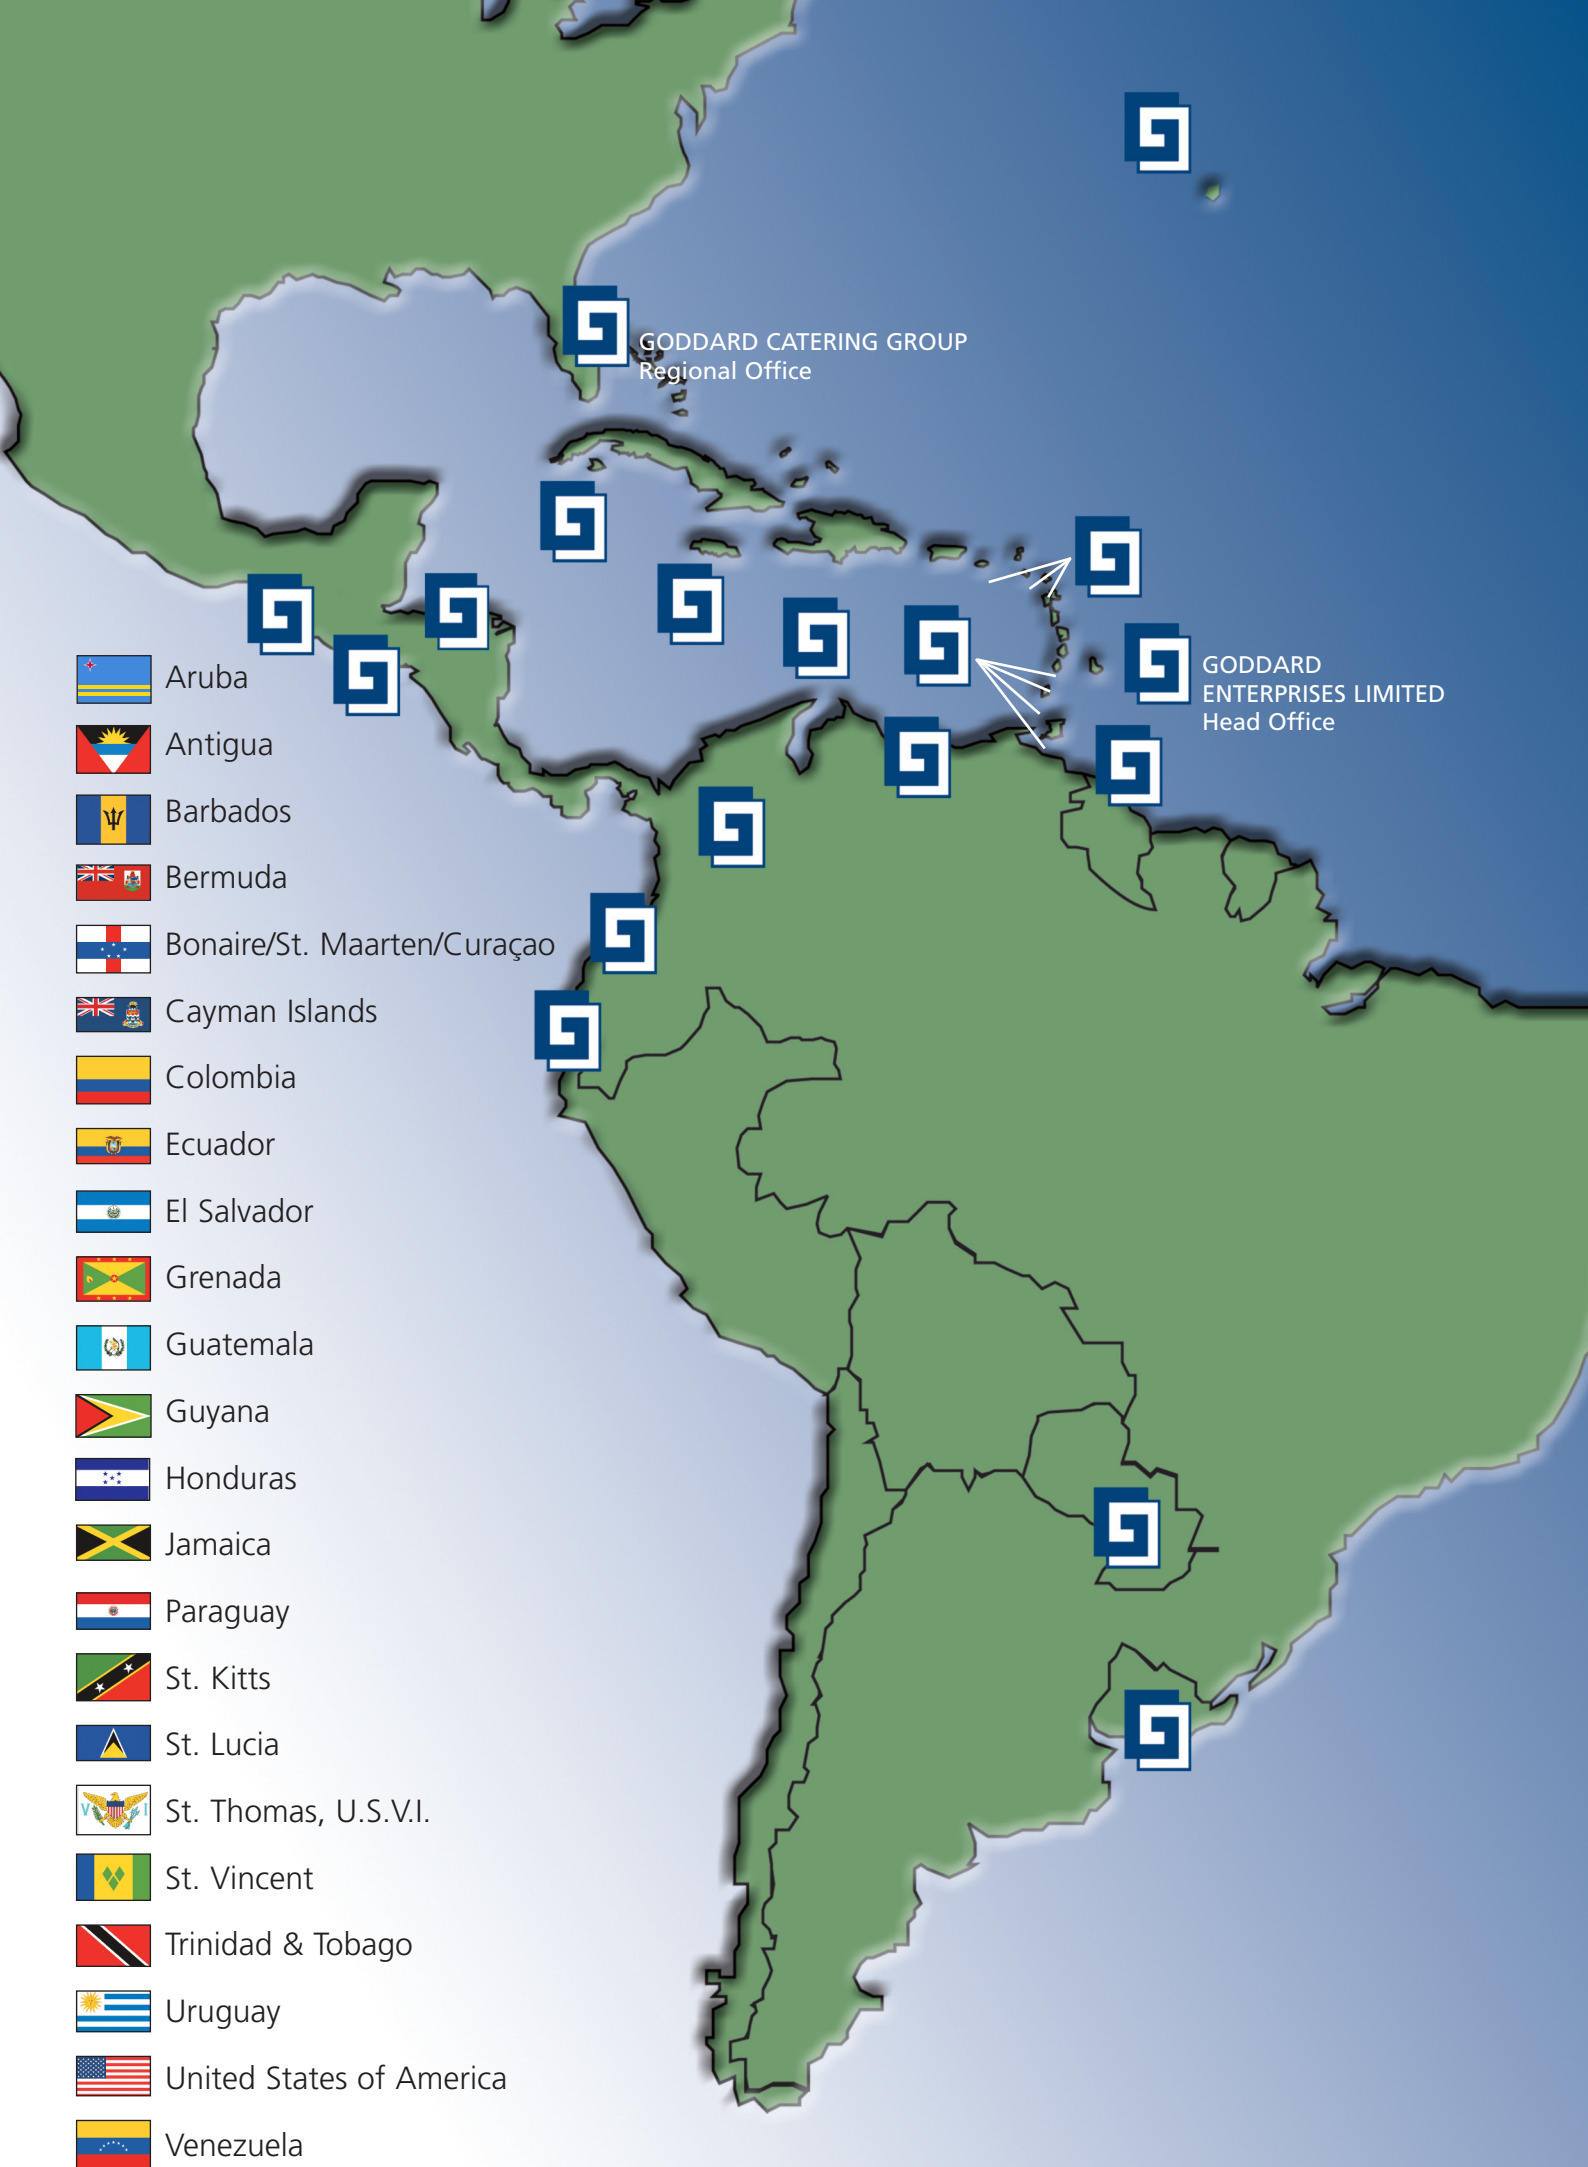 GODDARD CATERING GROUP
Regional Office
GODDARD
ENTERPRISES LIMITED
Head Office
Aruba
Antigua
Barbados
Bermuda
Bonaire/St. Maarten/Curaçao
Cayman Islands
Colombia
Ecuador
El Salvador
Grenada
Guatemala
Guyana
Honduras
Jamaica
Paraguay
St. Kitts
St. Lucia
V I
St. Thomas, U.S.V.I.
St. Vincent
Trinidad & Tobago
Uruguay
United States of America
Venezuela